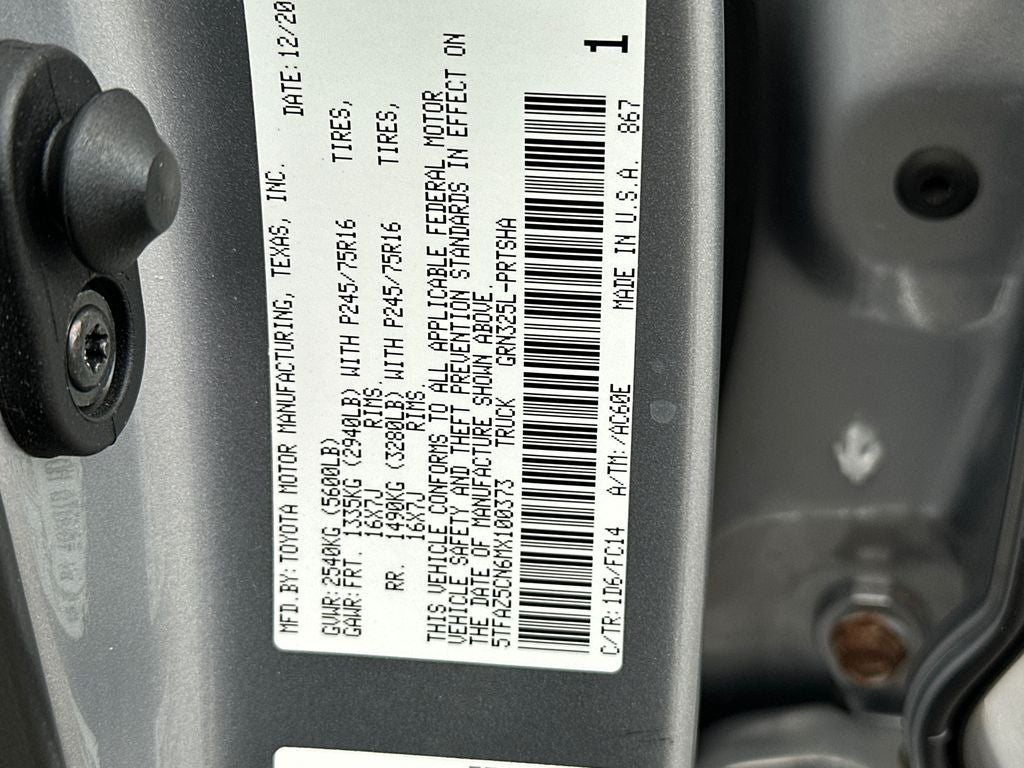 MFD.BY:TOYOTA MOTOR MANUFACTURING, TEXAS, INC. DATE: 12/20
GVWR:2540KG (5600LB)
GAWR:FRT. 1335KG (2940LB) WITH P245/75R16 TIRES,
16X7J RIMS.
RR. 1490KG (3280LB) WITH P245/75R16 TIRES,
16X7J RIMS.
THIS VEHICLE CONFORMS TO ALL APPLICABLE FEDERAL MOTOR
VEHICLE SAFETY AND THEFT PREVENTION STANDARDS IN EFFECT ON
THE DATE OF MANUFACTURE SHOWN ABOVE.
5TFAZ5CN6MX100373 TRUCK GRN325L-PRTSHA
1
C/TR:1D6/FC14 A/TM:/AC60E MADE IN U.S.A. 867